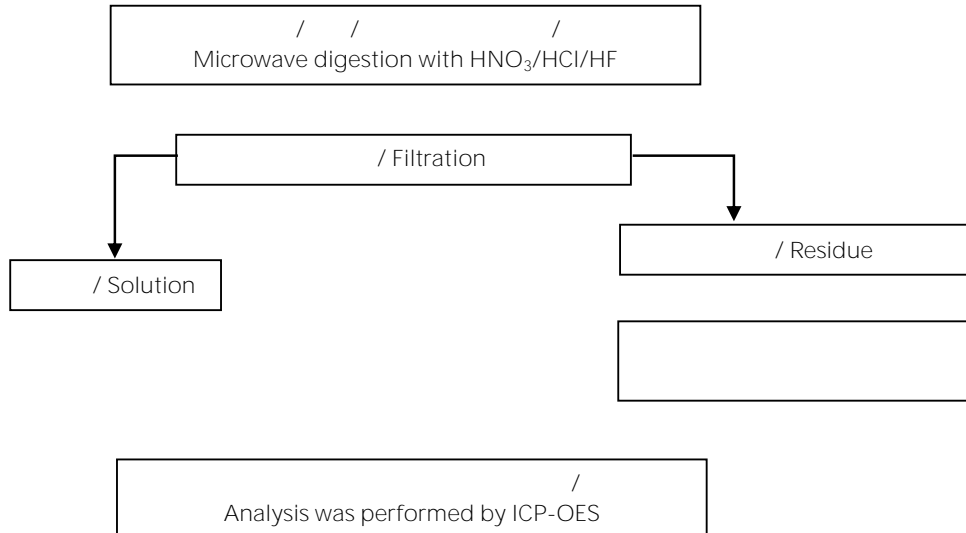 / / /
Microwave digestion with HNO₃/HCl/HF
/ Filtration
/ Residue
/ Solution
/
Analysis was performed by ICP-OES